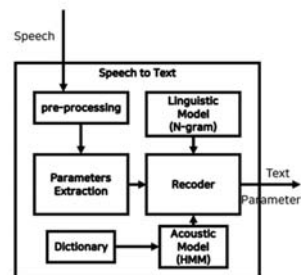 Speech
Speech to Text
pre-processing
Linguistic
Model
(N-gram)
Parameters
Extraction
Recoder
Text
Parameter
Dictionary
Acoustic
Model
(HMM)